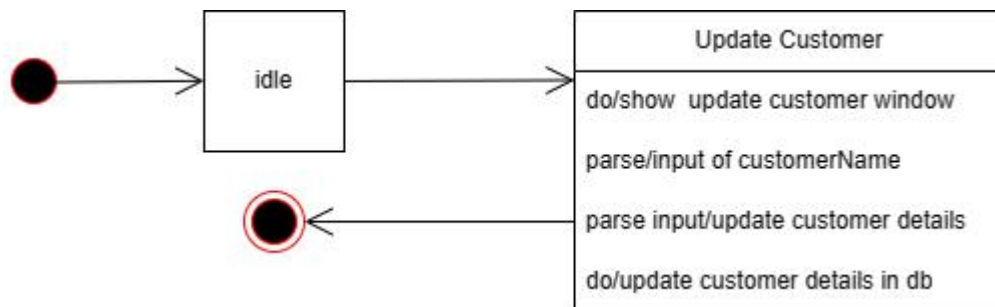 idle
Update Customer
do/show  update customer window
parse/input of customerName
parse input/update customer details
do/update customer details in db